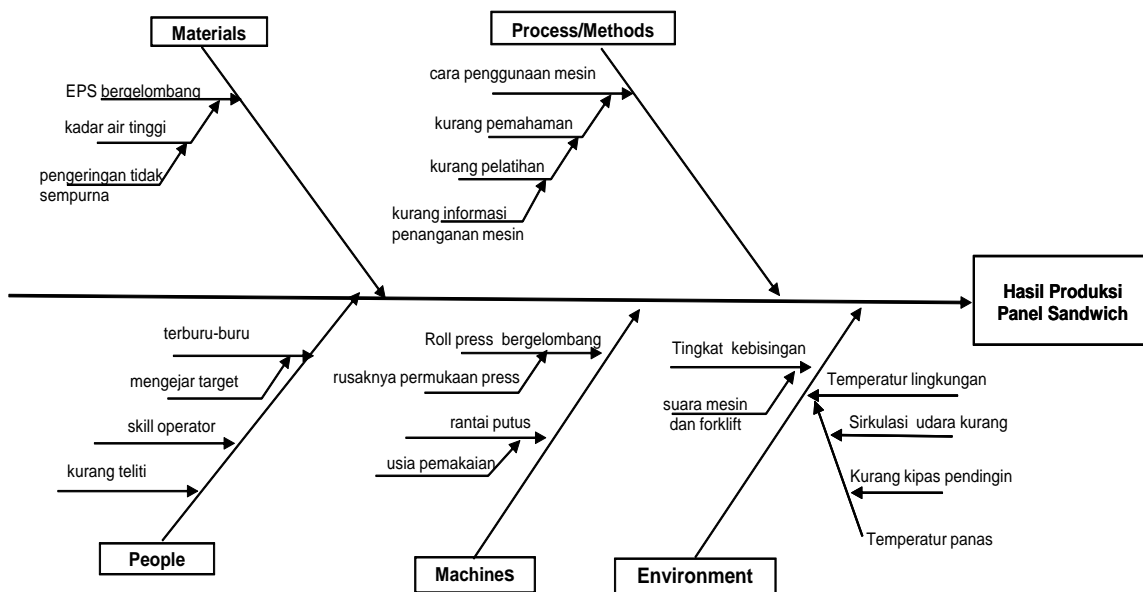 Materials
Process/Methods
EPS bergelombang
kadar air tinggi
pengeringan tidak
sempurna
cara penggunaan mesin
kurang pemahaman
kurang pelatihan
kurang informasi
penanganan mesin
Hasil Produksi
Panel Sandwich
terburu-buru
mengejar target
skill operator
kurang teliti
Roll press bergelombang
rusaknya permukaan press
rantai putus
usia pemakaian
Tingkat kebisingan
suara mesin
dan forklift
Temperatur lingkungan
Sirkulasi udara kurang
Kurang kipas pendingin
Temperatur panas
People
Machines
Environment